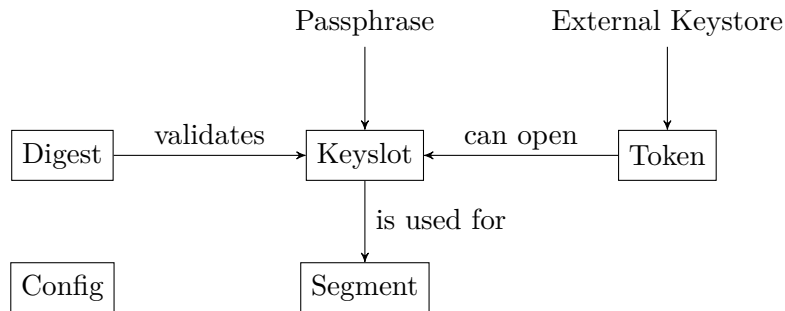 Passphrase
External Keystore
Digest
validates
Keyslot
can open
Token
is used for
Config
Segment